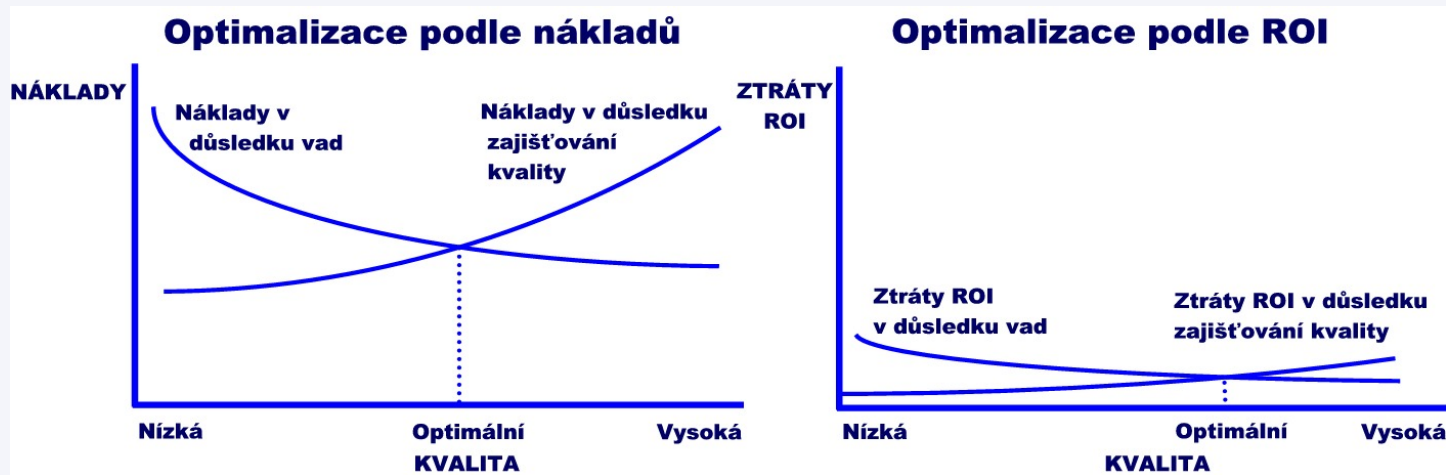 Optimalizace podle nákladů
NÁKLADY
Náklady v
důsledku vad
Náklady v důsledku
zajišťování
kvality
Nízká
Optimální
Vysoká
KVALITA
Optimalizace podle ROI
ZTRÁTY
ROI
Ztráty ROI
v důsledku vad
Ztráty ROI v důsledku
zajišťování kvality
Nízká
Optimální
Vysoká
KVALITA